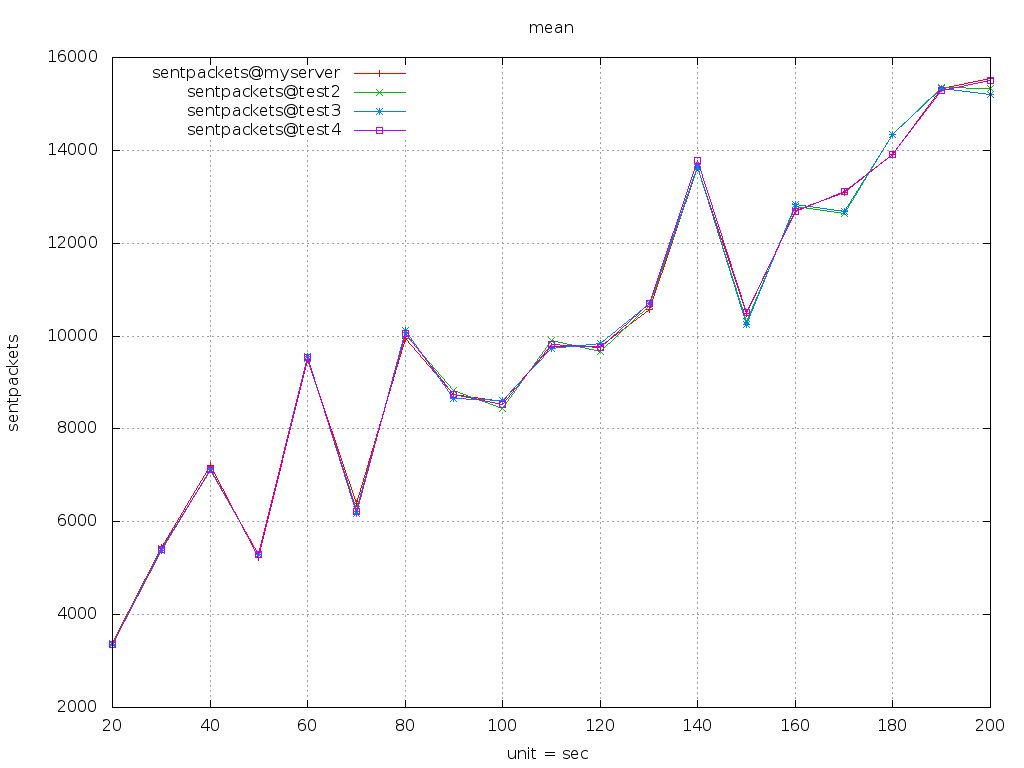 mean
16000
14000
12000
10000
8000
6000
4000
2000
sentpackets
sentpackets@myserver
sentpackets@test2
sentpackets@test3
sentpackets@test4
20 40 60 80 100 120 140 160 180 200
unit = sec